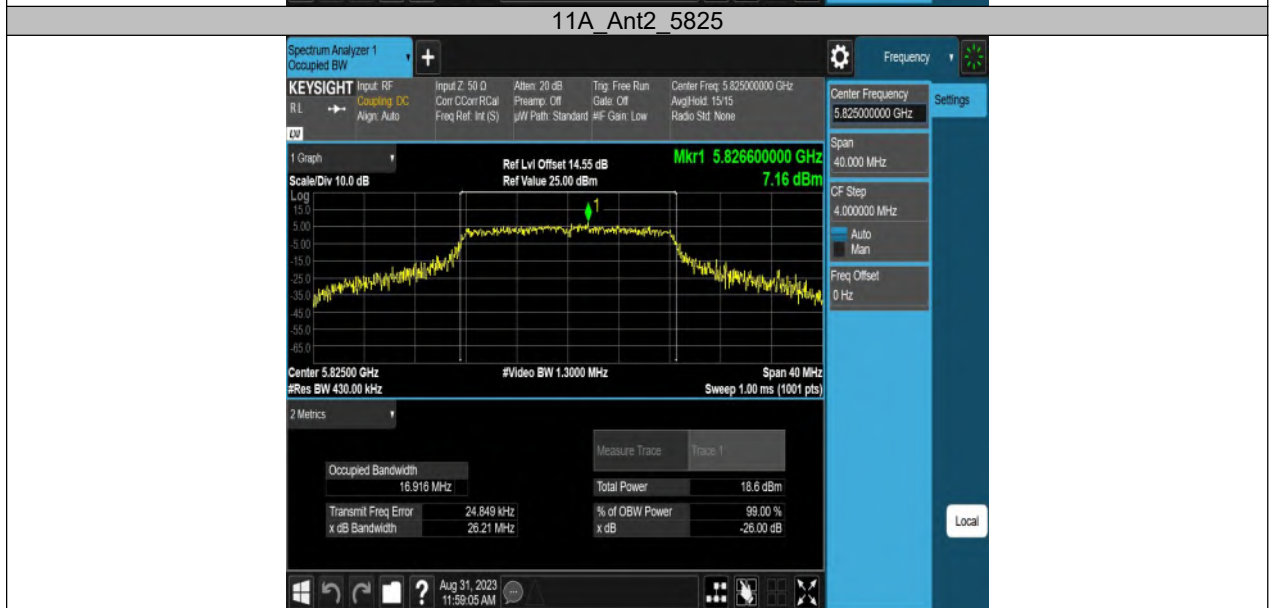 11A_Ant2_5825
Spectrum Analyzer 1
Occupied BW
+
Frequency
KEYSIGHT
Input: RF
Input Z: 50 Ω
Atten: 20 dB
Trig: Free Run
Center Freq: 5.825000000 GHz
RL
Coupling: DC
Corr CCorr RCal
Preamp: Off
Gate: Off
Avg|Hold: 15/15
Align: Auto
Freq Ref: Int (S)
µW Path: Standard
#IF Gain: Low
Radio Std: None
LXI
Center Frequency
5.825000000 GHz
Settings
Span
40.000 MHz
CF Step
4.000000 MHz
Auto
Man
Freq Offset
0 Hz
Local
1 Graph
Ref Lvl Offset 14.55 dB
Mkr1 5.826600000 GHz
Scale/Div 10.0 dB
Ref Value 25.00 dBm
7.16 dBm
Log
15.0
1
5.00
-5.00
-15.0
-25.0
-35.0
-45.0
-55.0
-65.0
Center 5.82500 GHz
#Video BW 1.3000 MHz
Span 40 MHz
#Res BW 430.00 kHz
Sweep 1.00 ms (1001 pts)
2 Metrics
Measure Trace
Trace 1
Occupied Bandwidth
16.916 MHz
Total Power
18.6 dBm
Transmit Freq Error
24.849 kHz
% of OBW Power
99.00 %
x dB Bandwidth
26.21 MHz
x dB
-26.00 dB
?
Aug 31, 2023
11:59:05 AM